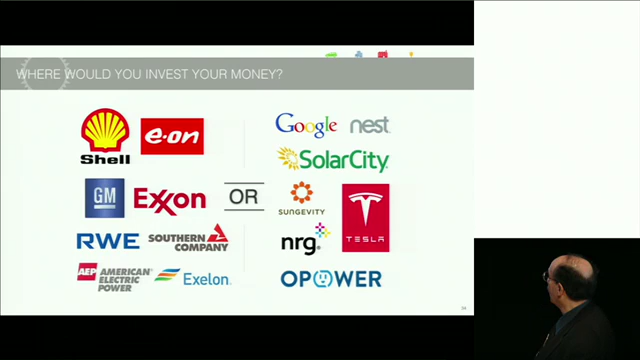 WHERE WOULD YOU INVEST YOUR MONEY?
Shell
e·on
GM
Exxon
RWE
SOUTHERN
COMPANY
AEP AMERICAN
ELECTRIC
POWER
Exelon
OR
Google
nest
SolarCity
SUNGEVITY
TESLA
nrg
OPOWER